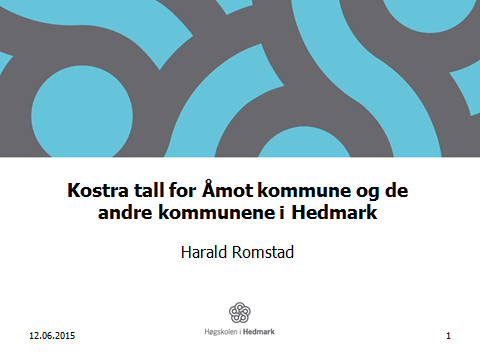 Kostra tall for Åmot kommune og de
andre kommunene i Hedmark
Harald Romstad
Høgskolen i Hedmark
12.06.2015
1